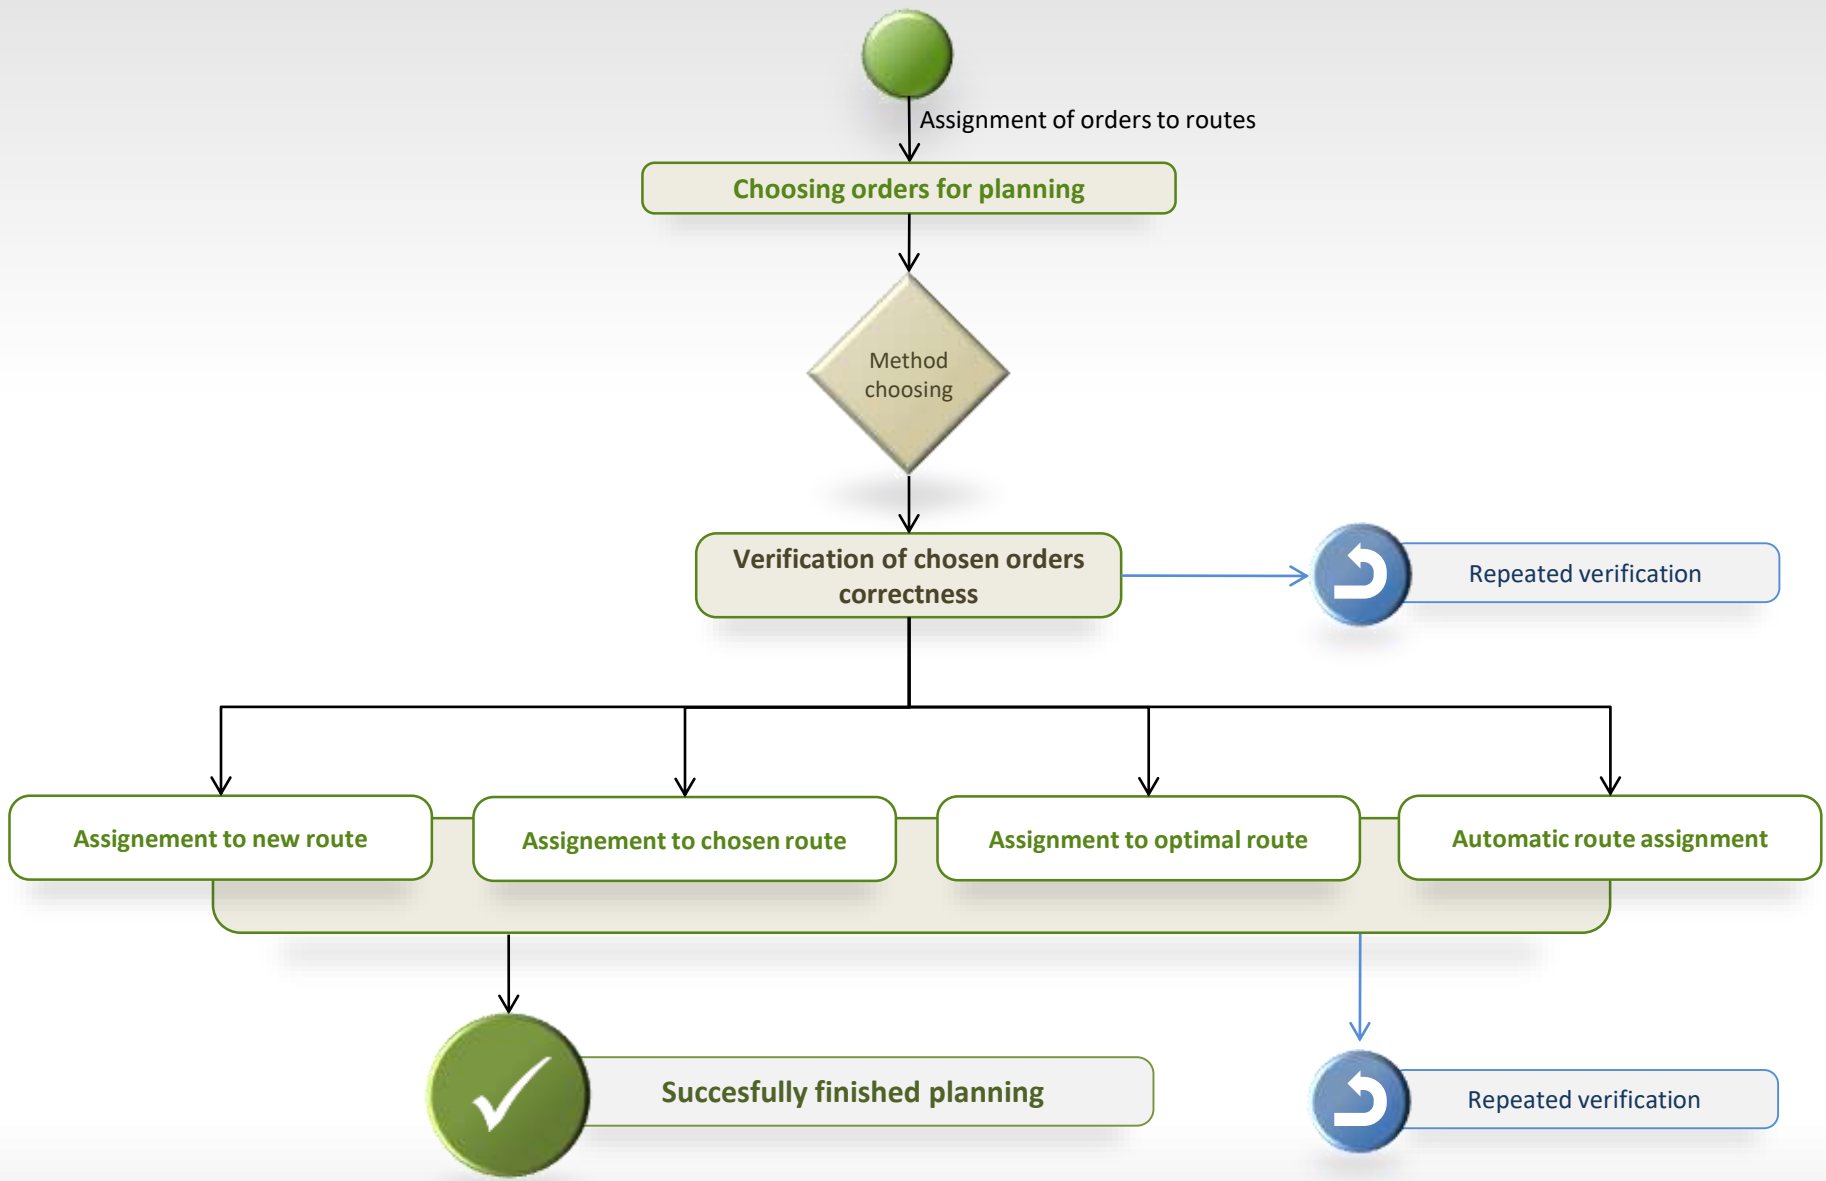 Assignment of orders to routes
Choosing orders for planning
Method
choosing
Verification of chosen orders
correctness
Repeated verification
Assignement to new route
Assignement to chosen route
Assignment to optimal route
Automatic route assignment
Succesfully finished planning
Repeated verification